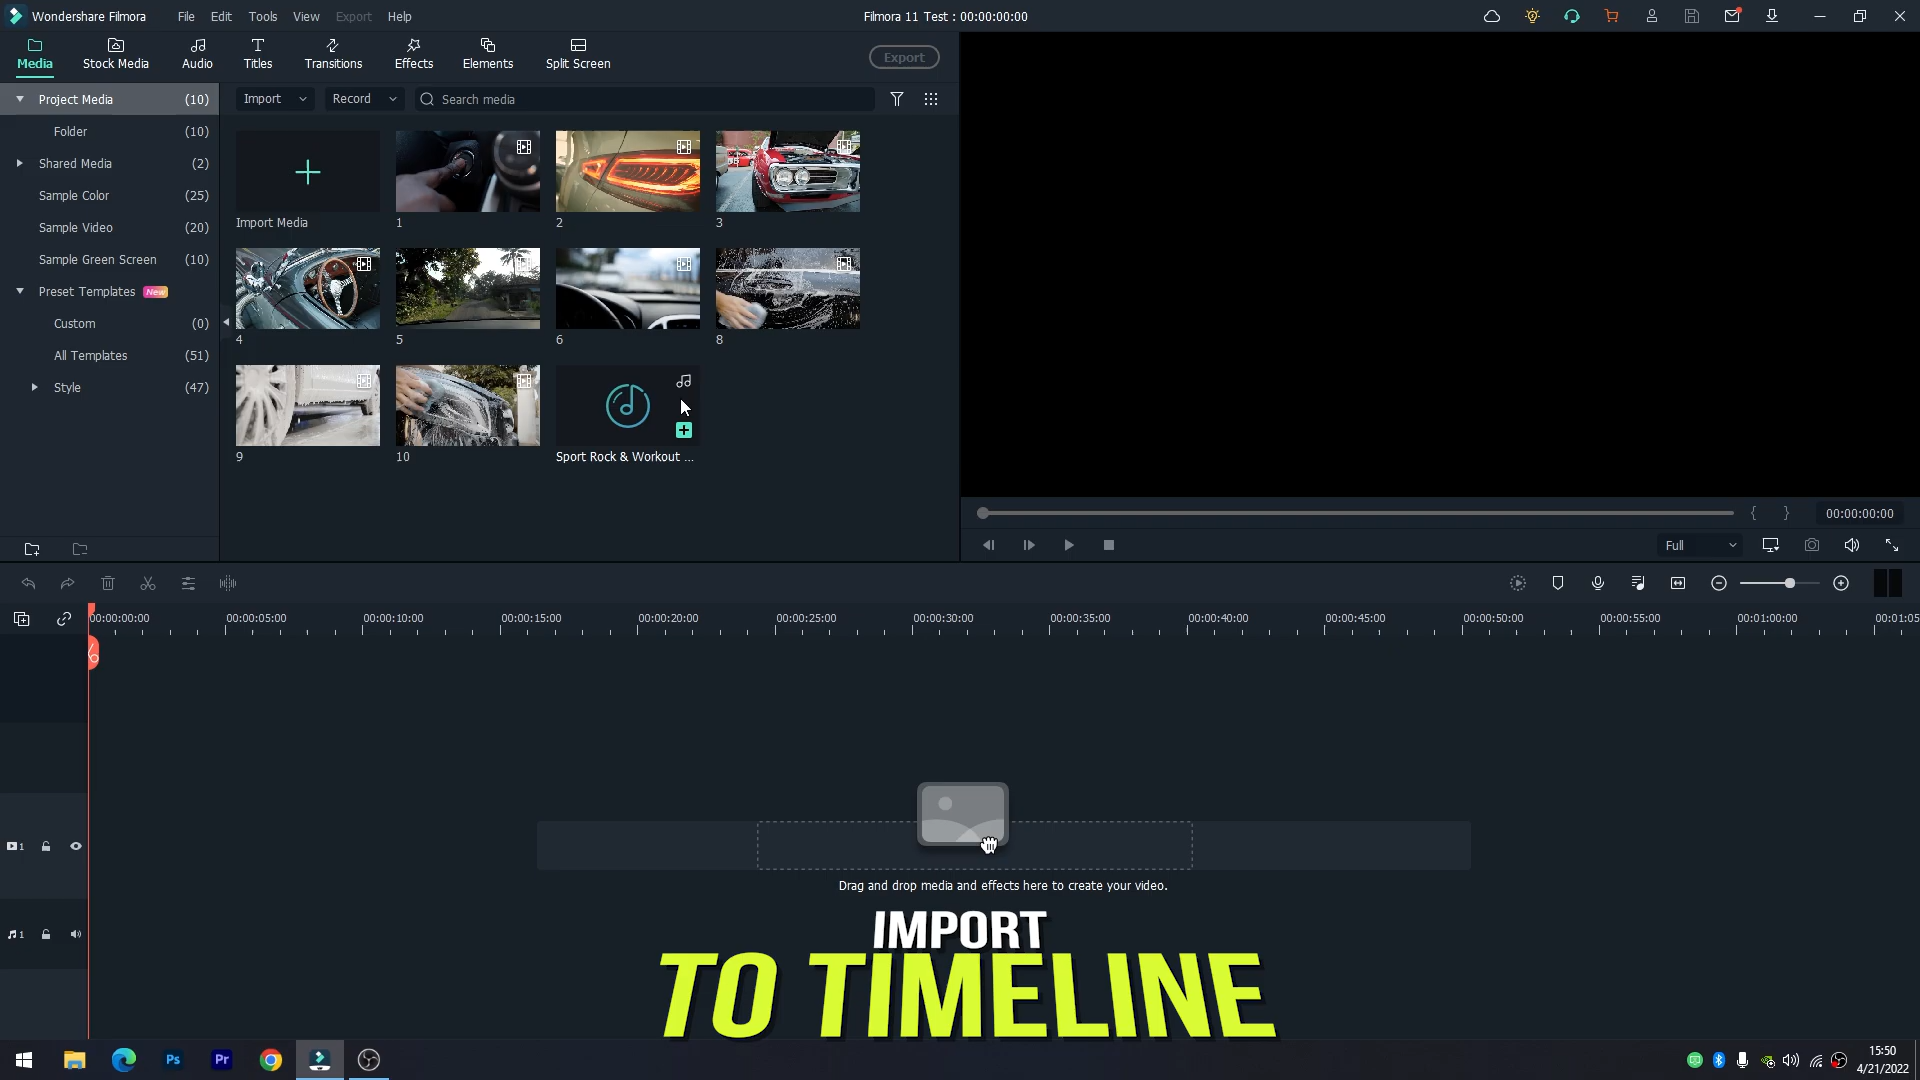 Wondershare Filmora File Edit Tools View Export Help Filmora 11 Test : 00:00:00:00
Media Stock Media Audio Titles Transitions Effects Elements Split Screen Export
Project Media (10)
Folder (10)
Shared Media (2)
Sample Color (25)
Sample Video (20)
Sample Green Screen (10)
Preset Templates New
Custom (0)
All Templates (51)
Style (47)
Import Record Search media
Import Media 1 2 3
4 5 6 8
9 10 Sport Rock & Workout ...
00:00:00:00
Full
00:00:00:00 00:00:05:00 00:00:10:00 00:00:15:00 00:00:20:00 00:00:25:00 00:00:30:00 00:00:35:00 00:00:40:00 00:00:45:00 00:00:50:00 00:00:55:00 00:01:00:00 00:01:05
1
Drag and drop media and effects here to create your video.
1
IMPORT
TO TIMELINE
Ps Pr
15:50
4/21/2022